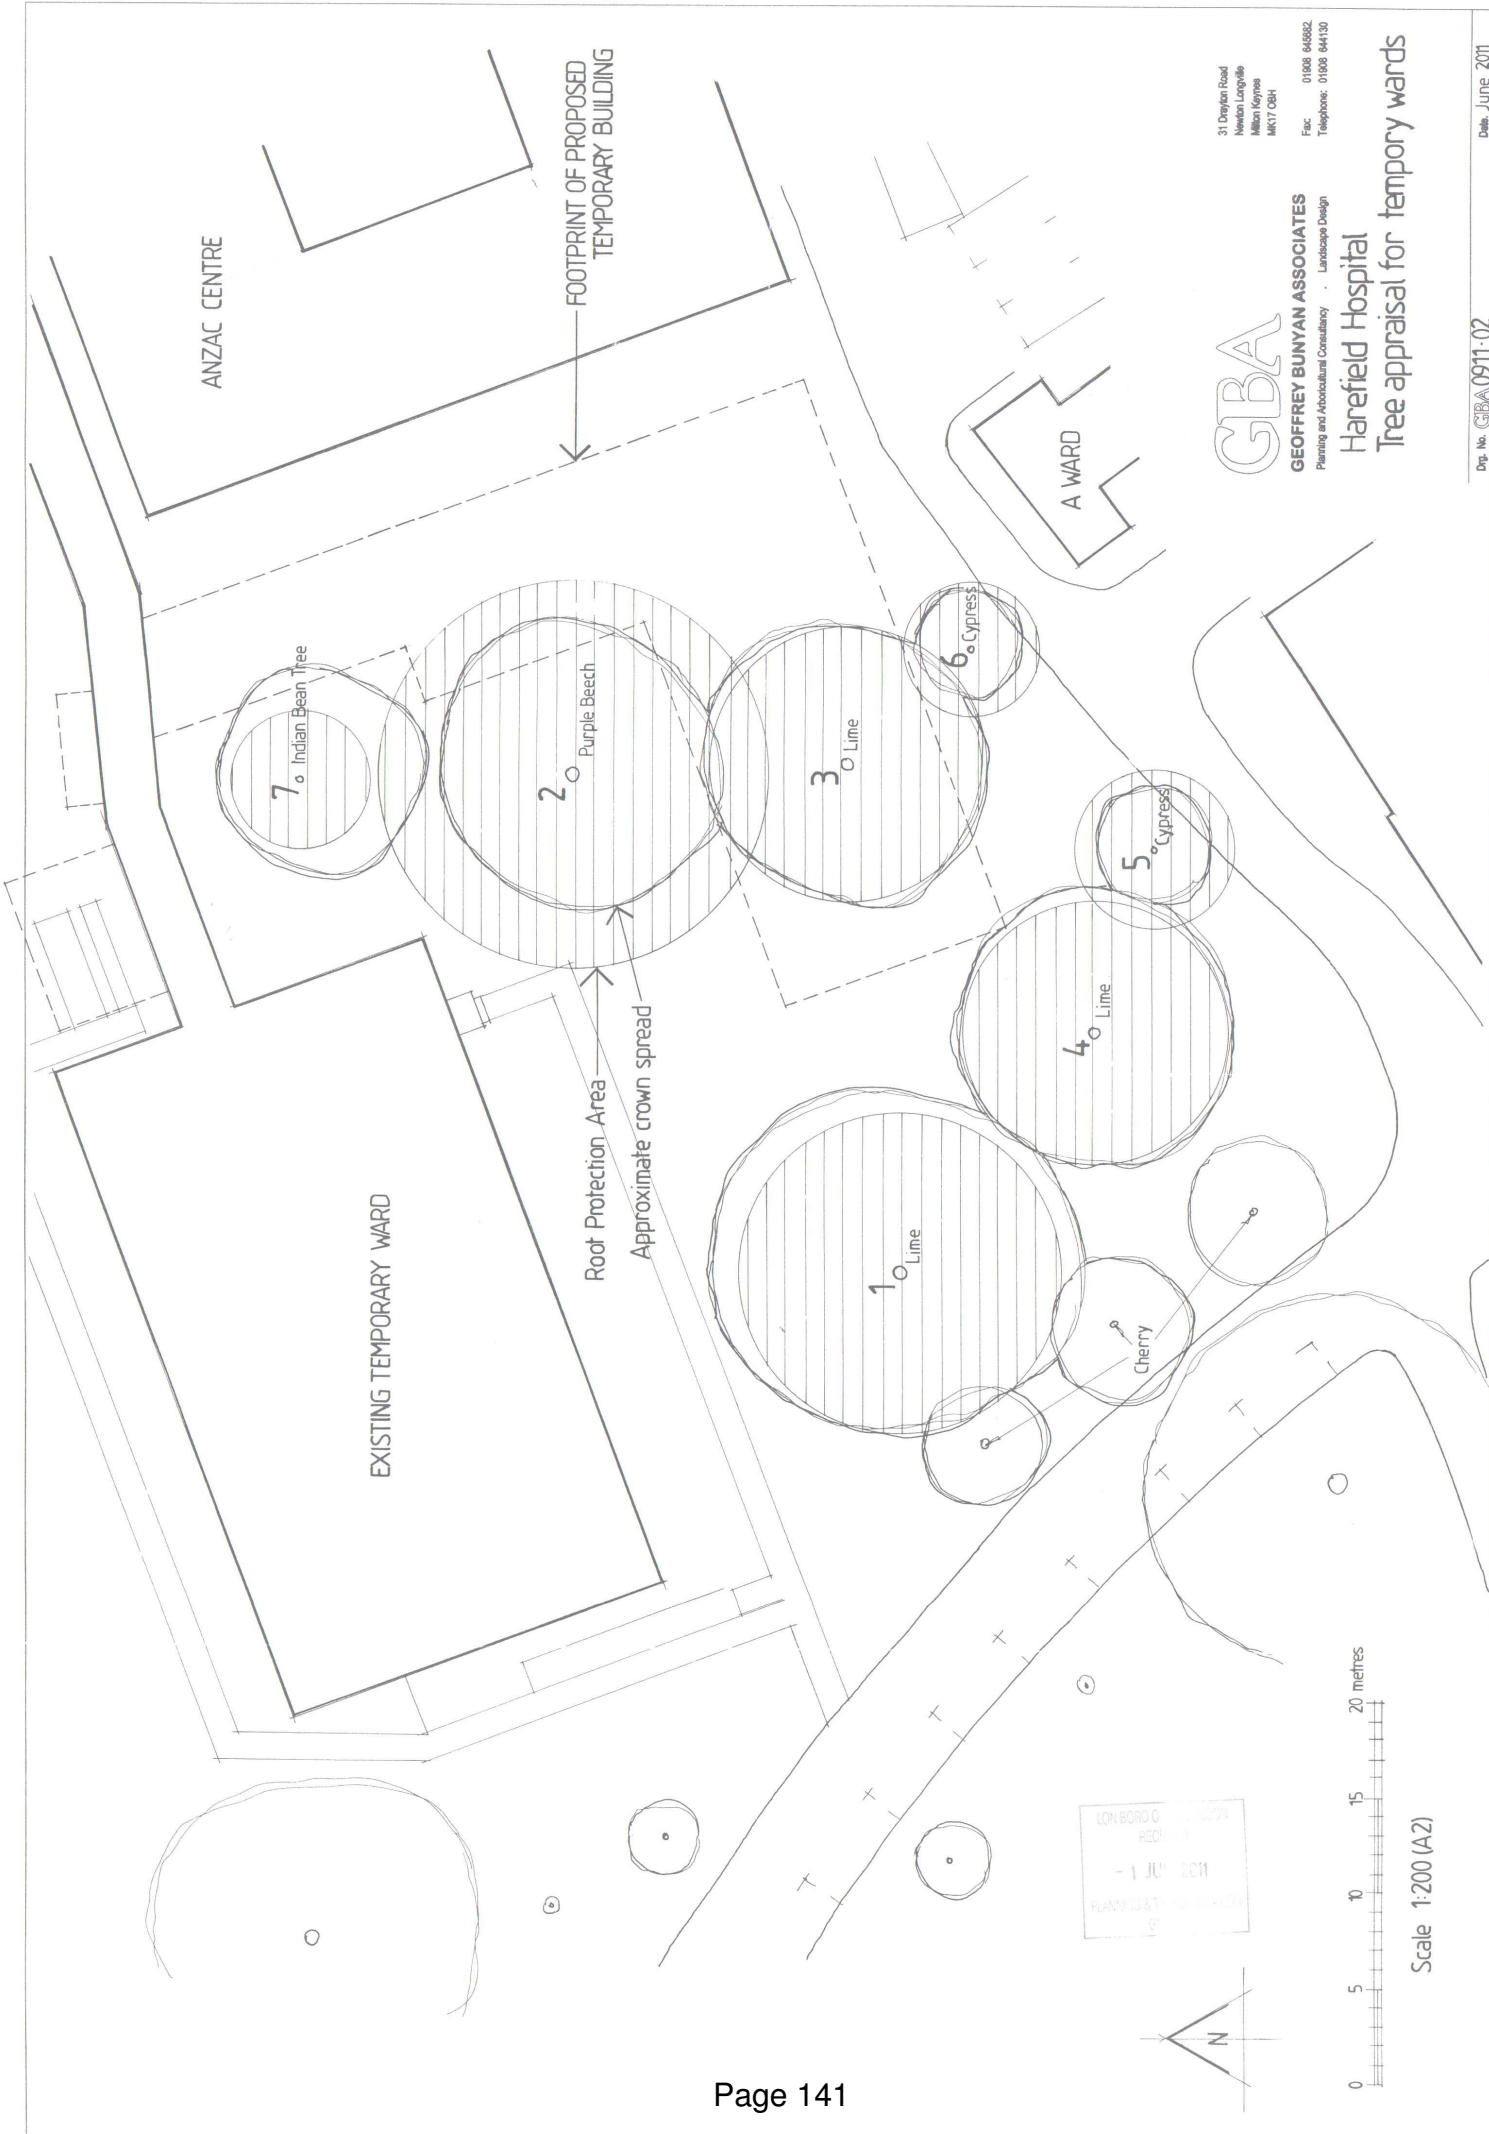 ANZAC CENTRE
FOOTPRINT OF PROPOSED
TEMPORARY BUILDING
EXISTING TEMPORARY WARD
Root Protection Area
Approximate crown spread
7 Indian Bean Tree
2 Purple Beech
3 Lime
6 Cypress
5 Cypress
4 Lime
1 Lime
Cherry
A WARD
GBA
GEOFFREY BUNYAN ASSOCIATES
Planning and Arboricultural Consultancy . Landscape Design
31 Drayton Road
Newton Longville
Milton Keynes
MK17 0BH
Fax: 01908 645682
Telephone: 01908 644130
Harefield Hospital
Tree appraisal for tempory wards
Drg. No. GBA 0911·02
Date. June 2011
LON BORO O
- 1 JU 2011
N
0 5 10 15 20 metres
Scale 1:200 (A2)
Page 141